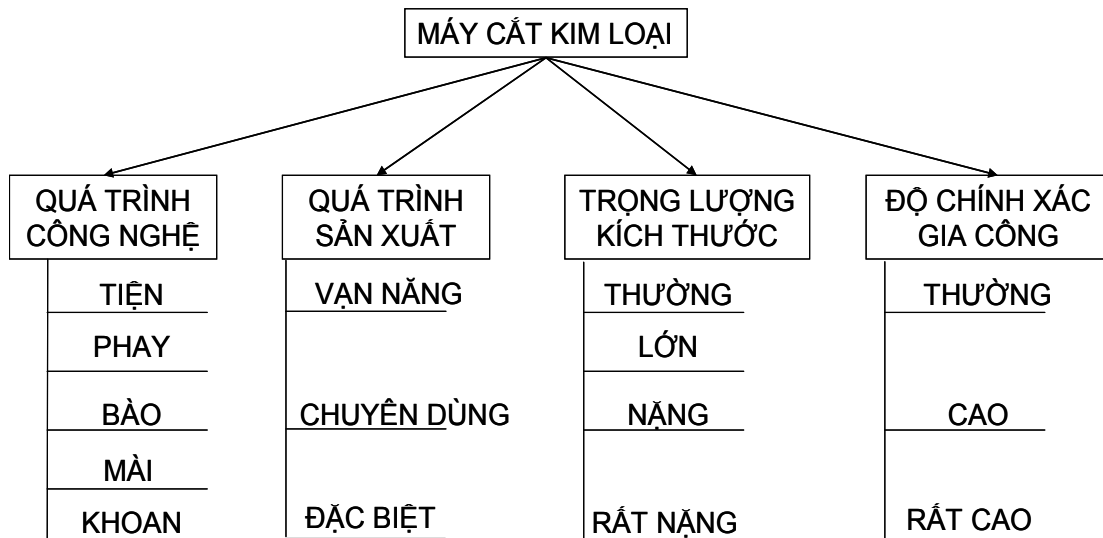 MÁY CẮT KIM LOẠI
QUÁ TRÌNH
CÔNG NGHỆ
TIỆN
PHAY
BÀO
MÀI
KHOAN
QUÁ TRÌNH
SẢN XUẤT
VẠN NĂNG
CHUYÊN DÙNG
ĐẶC BIỆT
TRỌNG LƯỢNG
KÍCH THƯỚC
THƯỜNG
LỚN
NẶNG
RẤT NẶNG
ĐỘ CHÍNH XÁC
GIA CÔNG
THƯỜNG
CAO
RẤT CAO